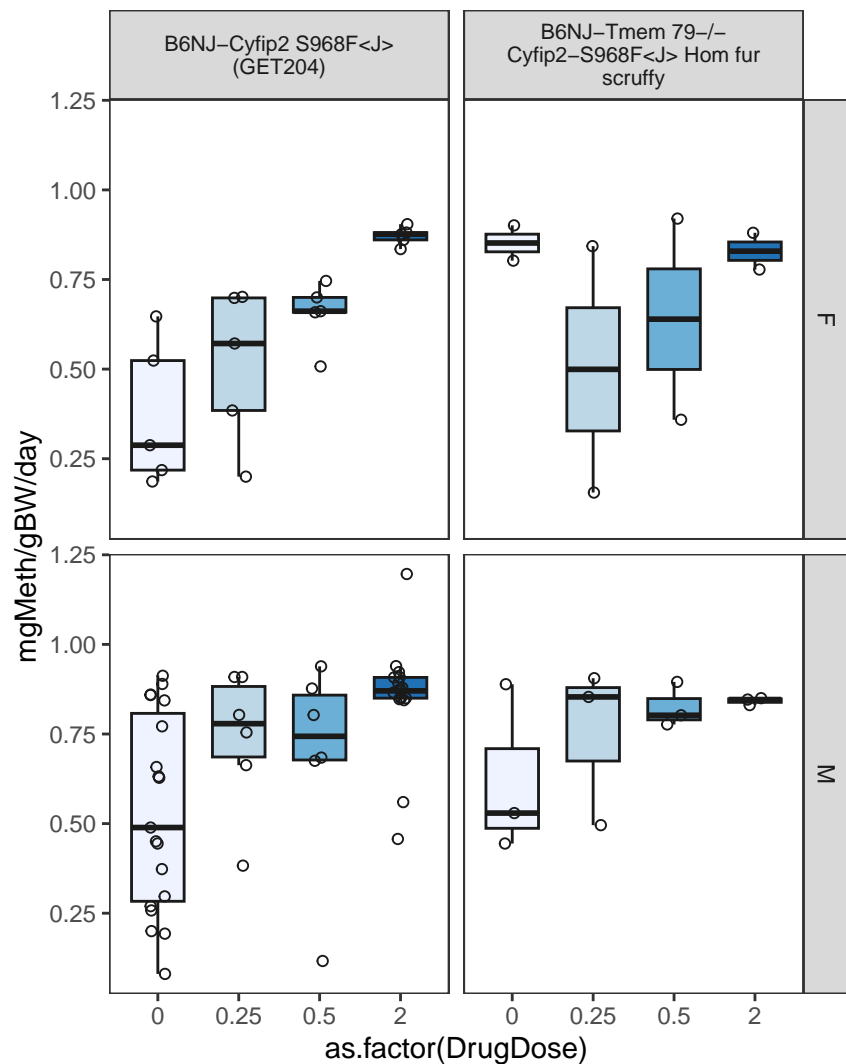 B6NJ−Cyfip2 S968F<J>
(GET204)
B6NJ−Tmem 79−/−
Cyfip2−S968F<J> Hom fur
scruffy
1.25
1.00
0.75
0.50
0.25
F
mgMeth/gBW/day
1.25
1.00
0.75
0.50
0.25
M
0 0.25 0.5 2
0 0.25 0.5 2
as.factor(DrugDose)